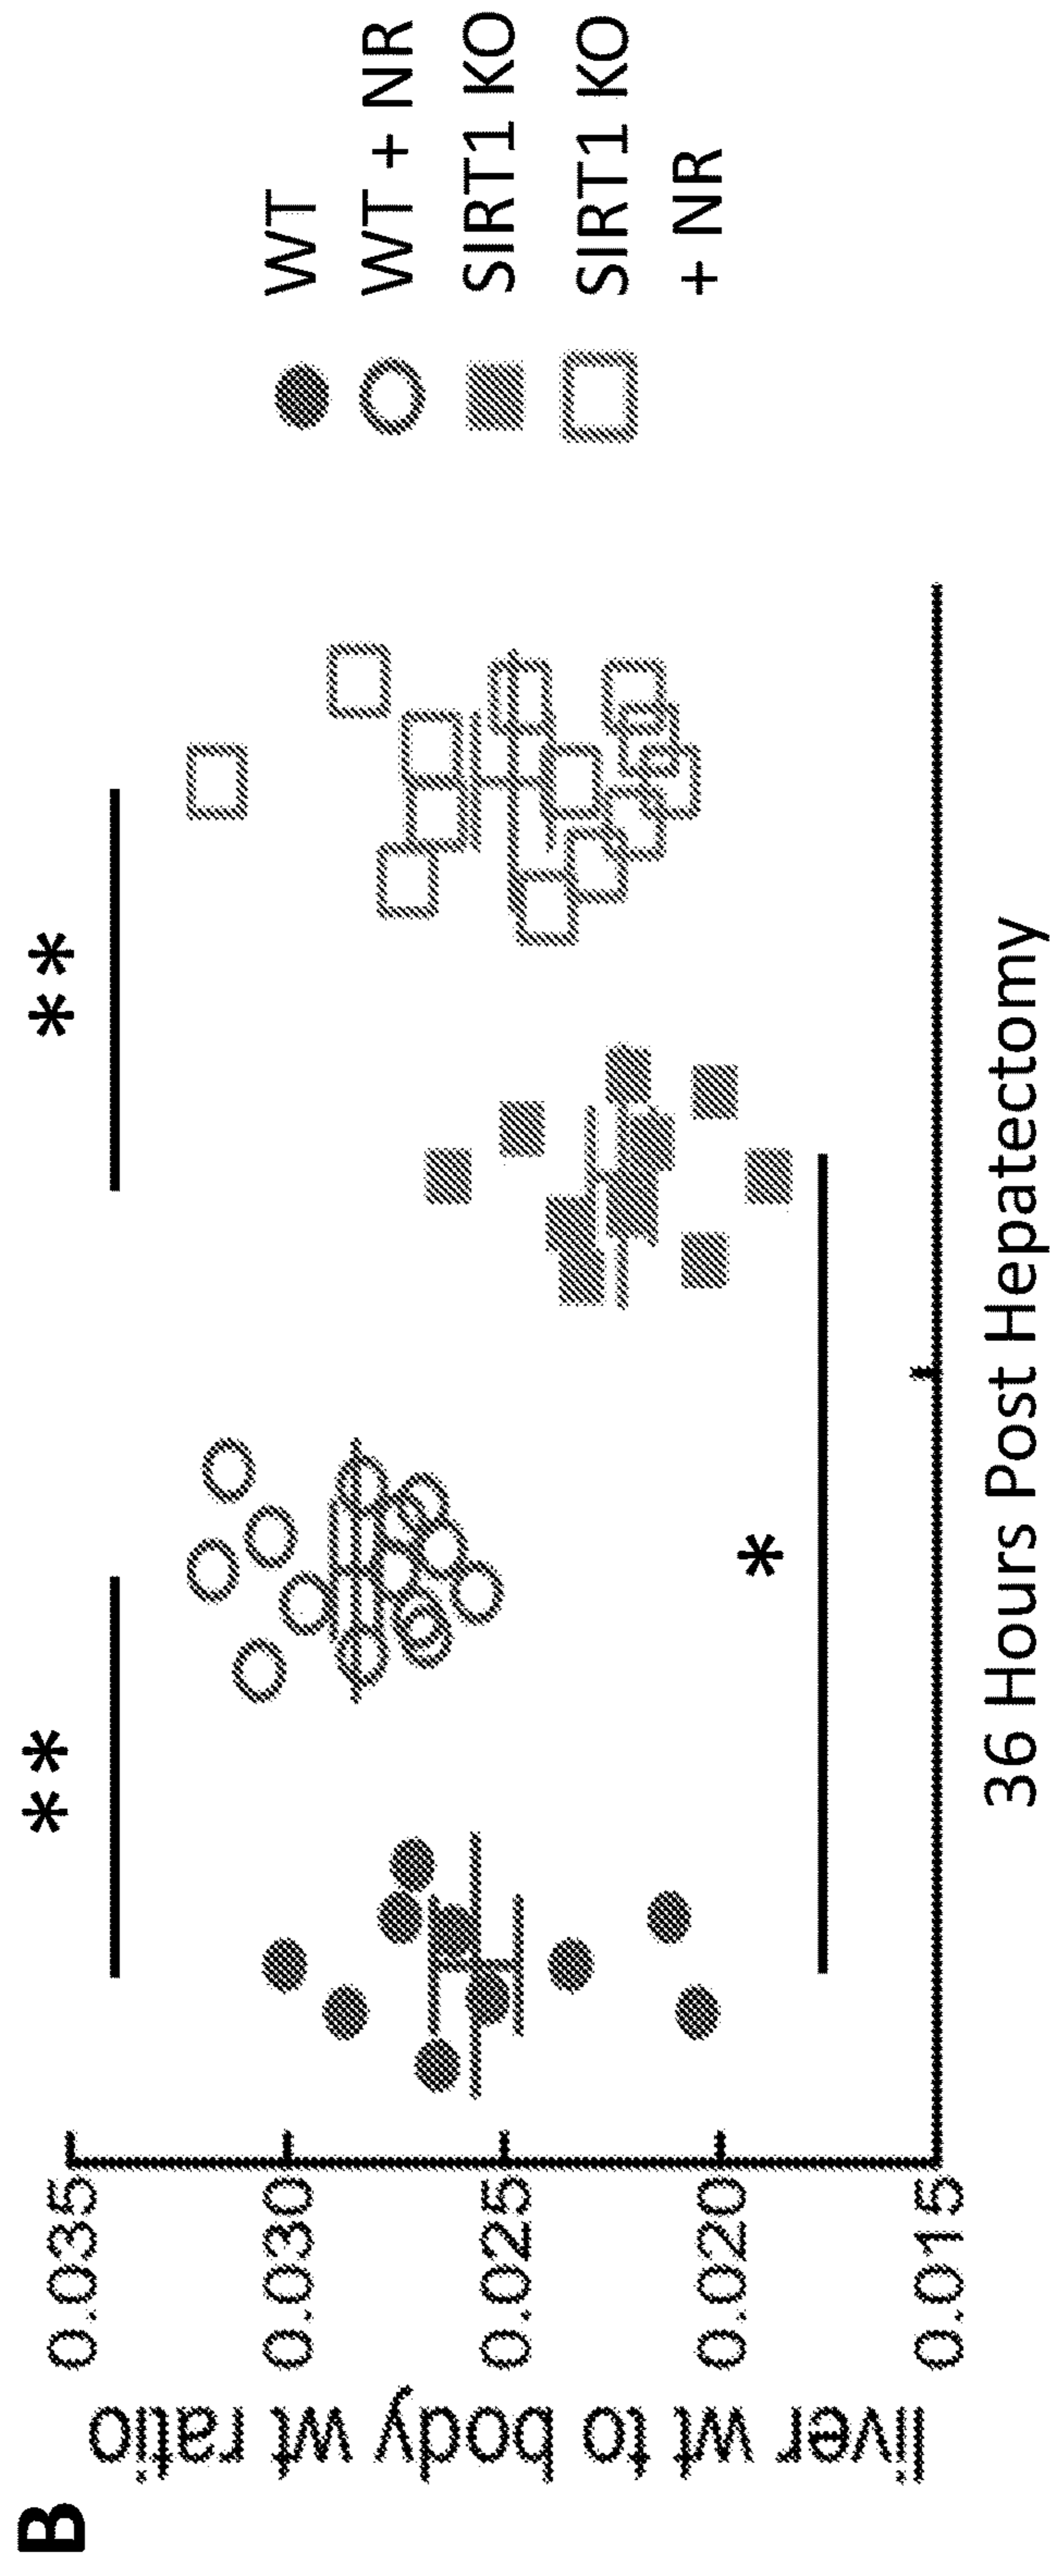 B
liver wt to body wt ratio
0.035
0.030
0.025
0.020
0.015
**
**
*
36 Hours Post Hepatectomy
WT
WT + NR
SIRT1 KO
SIRT1 KO
+ NR